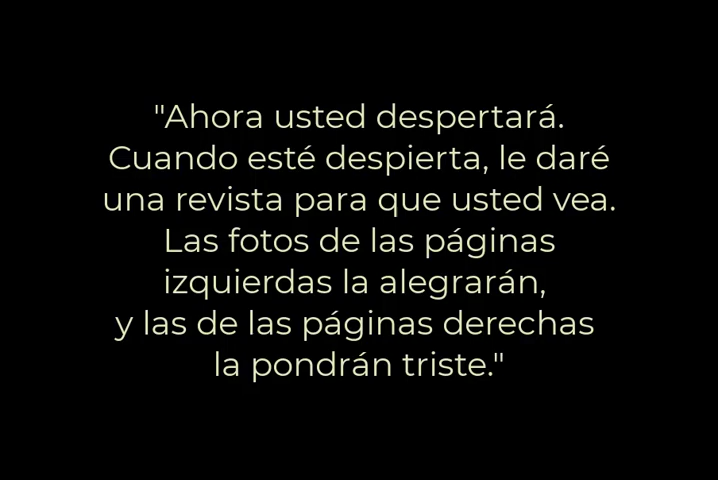 "Ahora usted despertará.
Cuando esté despierta, le daré
una revista para que usted vea.
Las fotos de las páginas
izquierdas la alegrarán,
y las de las páginas derechas
la pondrán triste."